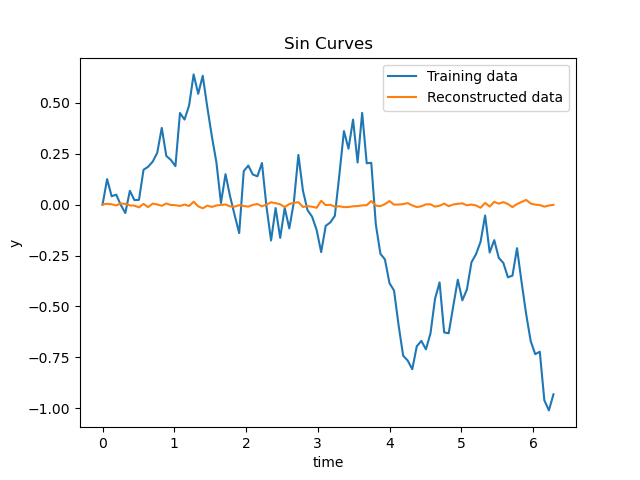 Sin Curves
Training data
Reconstructed data
0.50
0.25
0.00
−0.25
−0.50
−0.75
−1.00
y
0 1 2 3 4 5 6
time